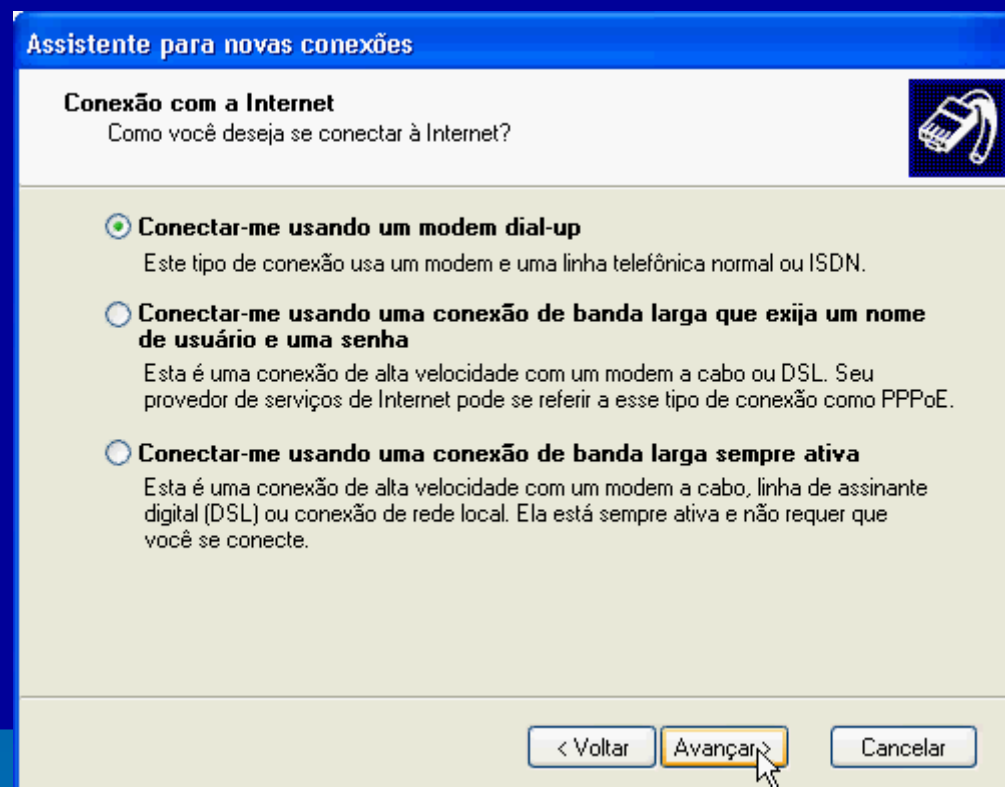 Assistente para novas conexões
Conexão com a Internet
Como você deseja se conectar à Internet?
Conectar-me usando um modem dial-up
Este tipo de conexão usa um modem e uma linha telefônica normal ou ISDN.
Conectar-me usando uma conexão de banda larga que exija um nome
de usuário e uma senha
Esta é uma conexão de alta velocidade com um modem a cabo ou DSL. Seu
provedor de serviços de Internet pode se referir a esse tipo de conexão como PPPoE.
Conectar-me usando uma conexão de banda larga sempre ativa
Esta é uma conexão de alta velocidade com um modem a cabo, linha de assinante
digital (DSL) ou conexão de rede local. Ela está sempre ativa e não requer que
você se conecte.
< Voltar Avançar > Cancelar